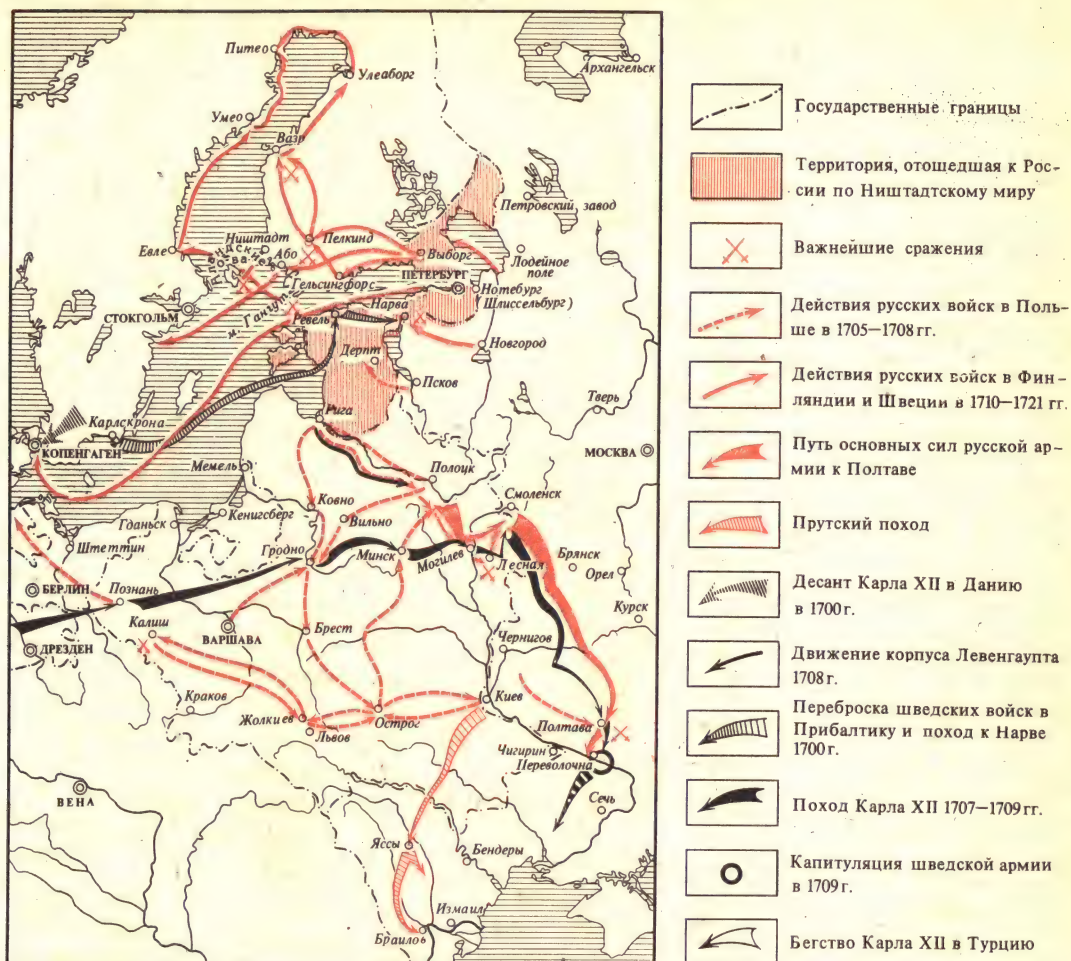 Питео
Улеаборг
Архангельск
Умео
Вазр
Петровский завод
Евле
Ништадт
Або
Пелкинд
Выборг
Лодейное
поле
Гельсингфорс
ПЕТЕРБУРГ
Нотебург
(Шлиссельбург)
СТОКГОЛЬМ
м. Гангут
Ревель
Нарва
Новгород
Дерпт
Псков
Тверь
Карлскрона
Рига
КОПЕНГАГЕН
МОСКВА
Мемель
Полоцк
Смоленск
Ковно
Вильно
Гданьск
Кенигсберг
Штеттин
Гродно
Минск
Могилев
Лесная
Брянск
Орел
БЕРЛИН
Познань
Калиш
ВАРШАВА
Брест
Чернигов
Курск
ДРЕЗДЕН
Краков
Жолкиев
Львов
Острог
Киев
Полтава
Чигирин
Переволочна
ВЕНА
Сечь
Яссы
Бендеры
Измаил
Браилов
Государственные границы
Территория, отошедшая к Рос-
сии по Ништадтскому миру
Важнейшие сражения
Действия русских войск в Поль-
ше в 1705—1708 гг.
Действия русских войск в Фин-
ляндии и Швеции в 1710—1721 гг.
Путь основных сил русской ар-
мии к Полтаве
Прутский поход
Десант Карла XII в Данию
в 1700 г.
Движение корпуса Левенгаупта
1708 г.
Переброска шведских войск в
Прибалтику и поход к Нарве
1700 г.
Поход Карла XII 1707—1709 гг.
Капитуляция шведской армии
в 1709 г.
Бегство Карла XII в Турцию